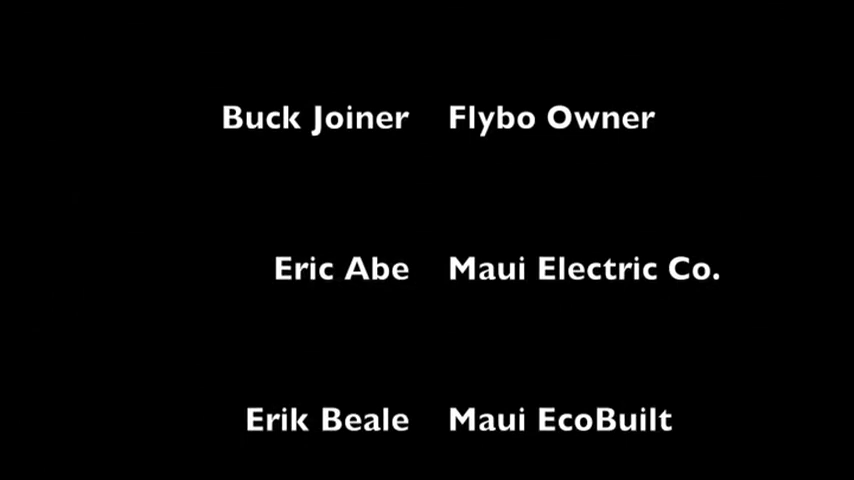 Buck Joiner Flybo Owner
Eric Abe Maui Electric Co.
Erik Beale Maui EcoBuilt